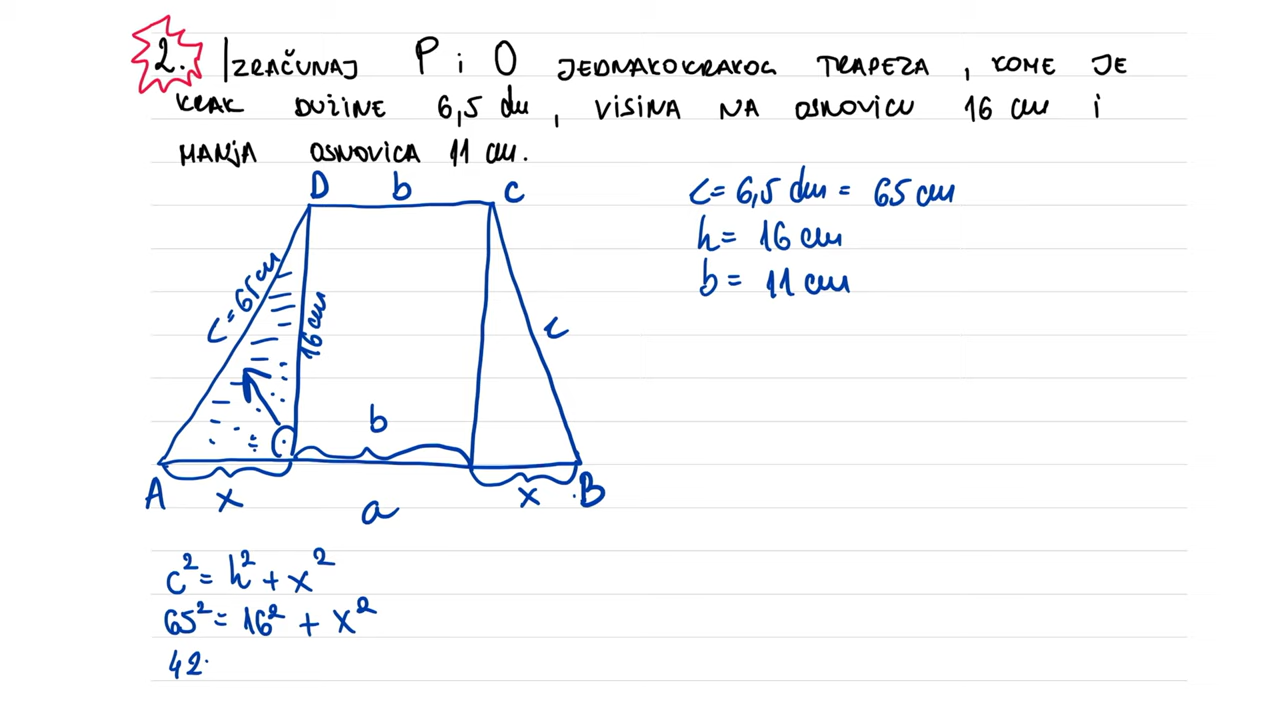 2. IZRAČUNAJ P i O JEDNAKOKRAKOG TRAPEZA, KOME JE
KRAK DUŽINE 6,5 dm, VISINA NA OSNOVICU 16 cm i
MANJA OSNOVICA 11 cm.
D b C
c = 6,5 dm = 65 cm
h = 16 cm
b = 11 cm
c = 65 cm
16 cm
c
b
A x a x B
c² = h² + x²
65² = 16² + x²
42